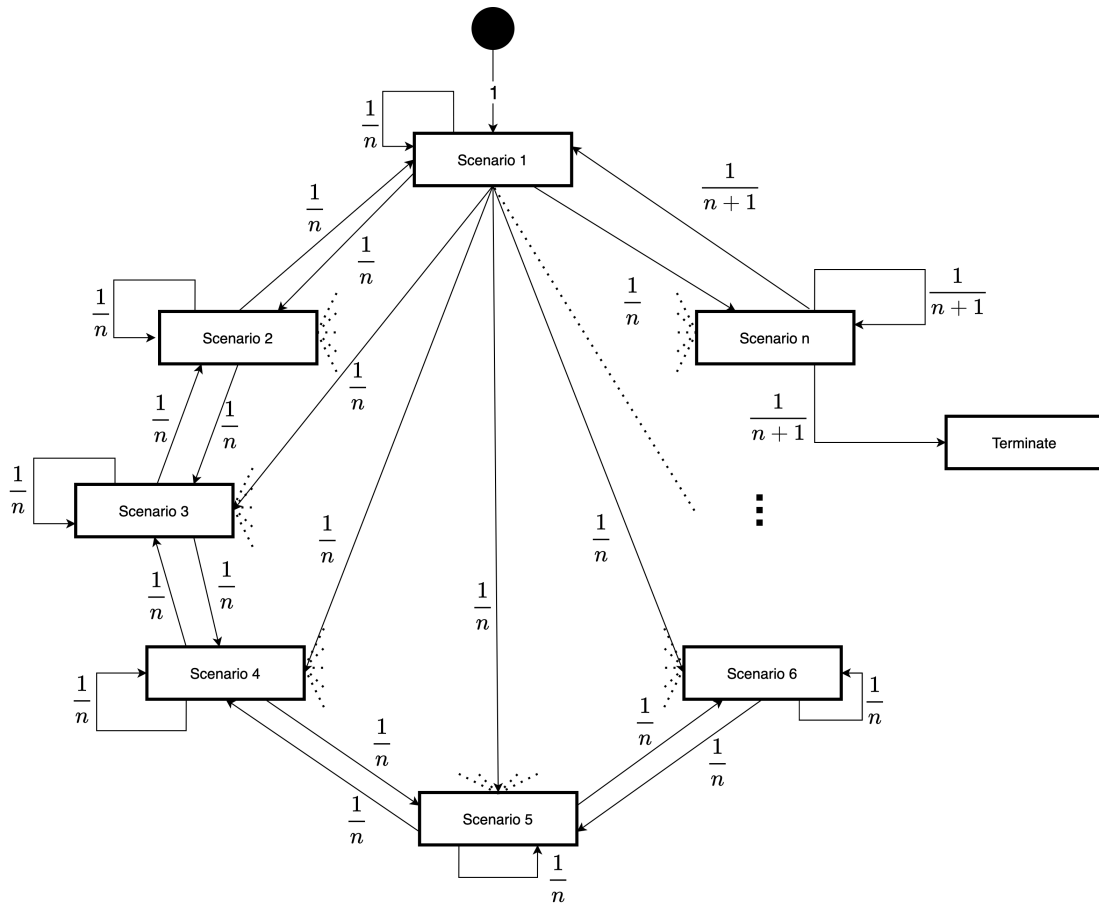 1
1/n
Scenario 1
1/(n + 1)
1/n
1/n
1/n
1/(n + 1)
1/n
Scenario 2
Scenario n
1/n
1/n
1/n
1/(n + 1)
Terminate
1/n
Scenario 3
1/n
1/n
1/n
1/n
1/n
Scenario 4
Scenario 6
1/n
1/n
1/n
1/n
1/n
1/n
Scenario 5
1/n